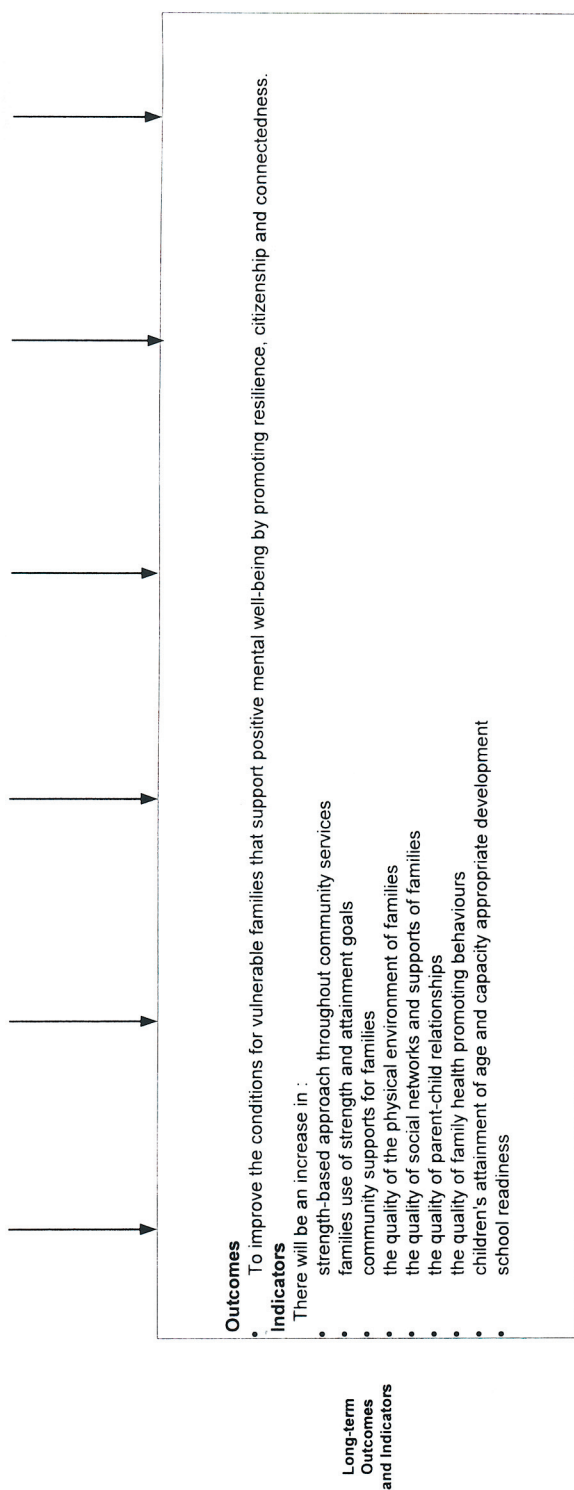 Long-term
Outcomes
and Indicators
Outcomes
• To improve the conditions for vulnerable families that support positive mental well-being by promoting resilience, citizenship and connectedness.
Indicators
There will be an increase in :
• strength-based approach throughout community services
• families use of strength and attainment goals
• community supports for families
• the quality of the physical environment of families
• the quality of social networks and supports of families
• the quality of parent-child relationships
• the quality of family health promoting behaviours
• children's attainment of age and capacity appropriate development
• school readiness